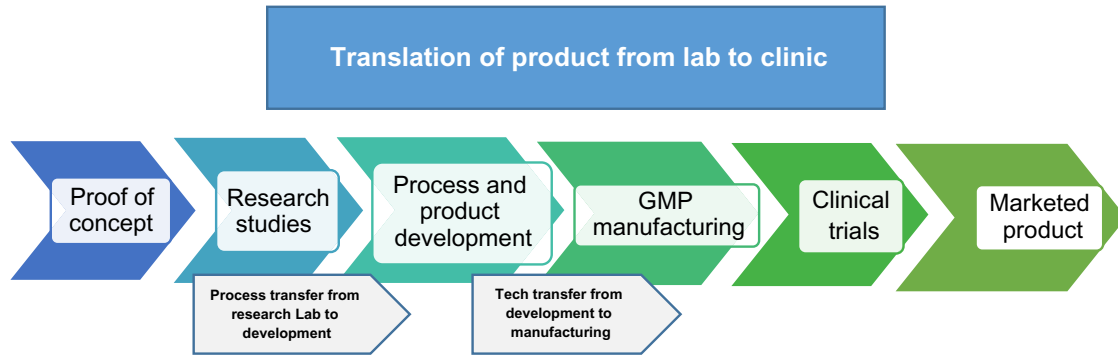 Translation of product from lab to clinic
Proof of
concept
Research
studies
Process and
product
development
GMP
manufacturing
Clinical
trials
Marketed
product
Process transfer from
research Lab to
development
Tech transfer from
development to
manufacturing